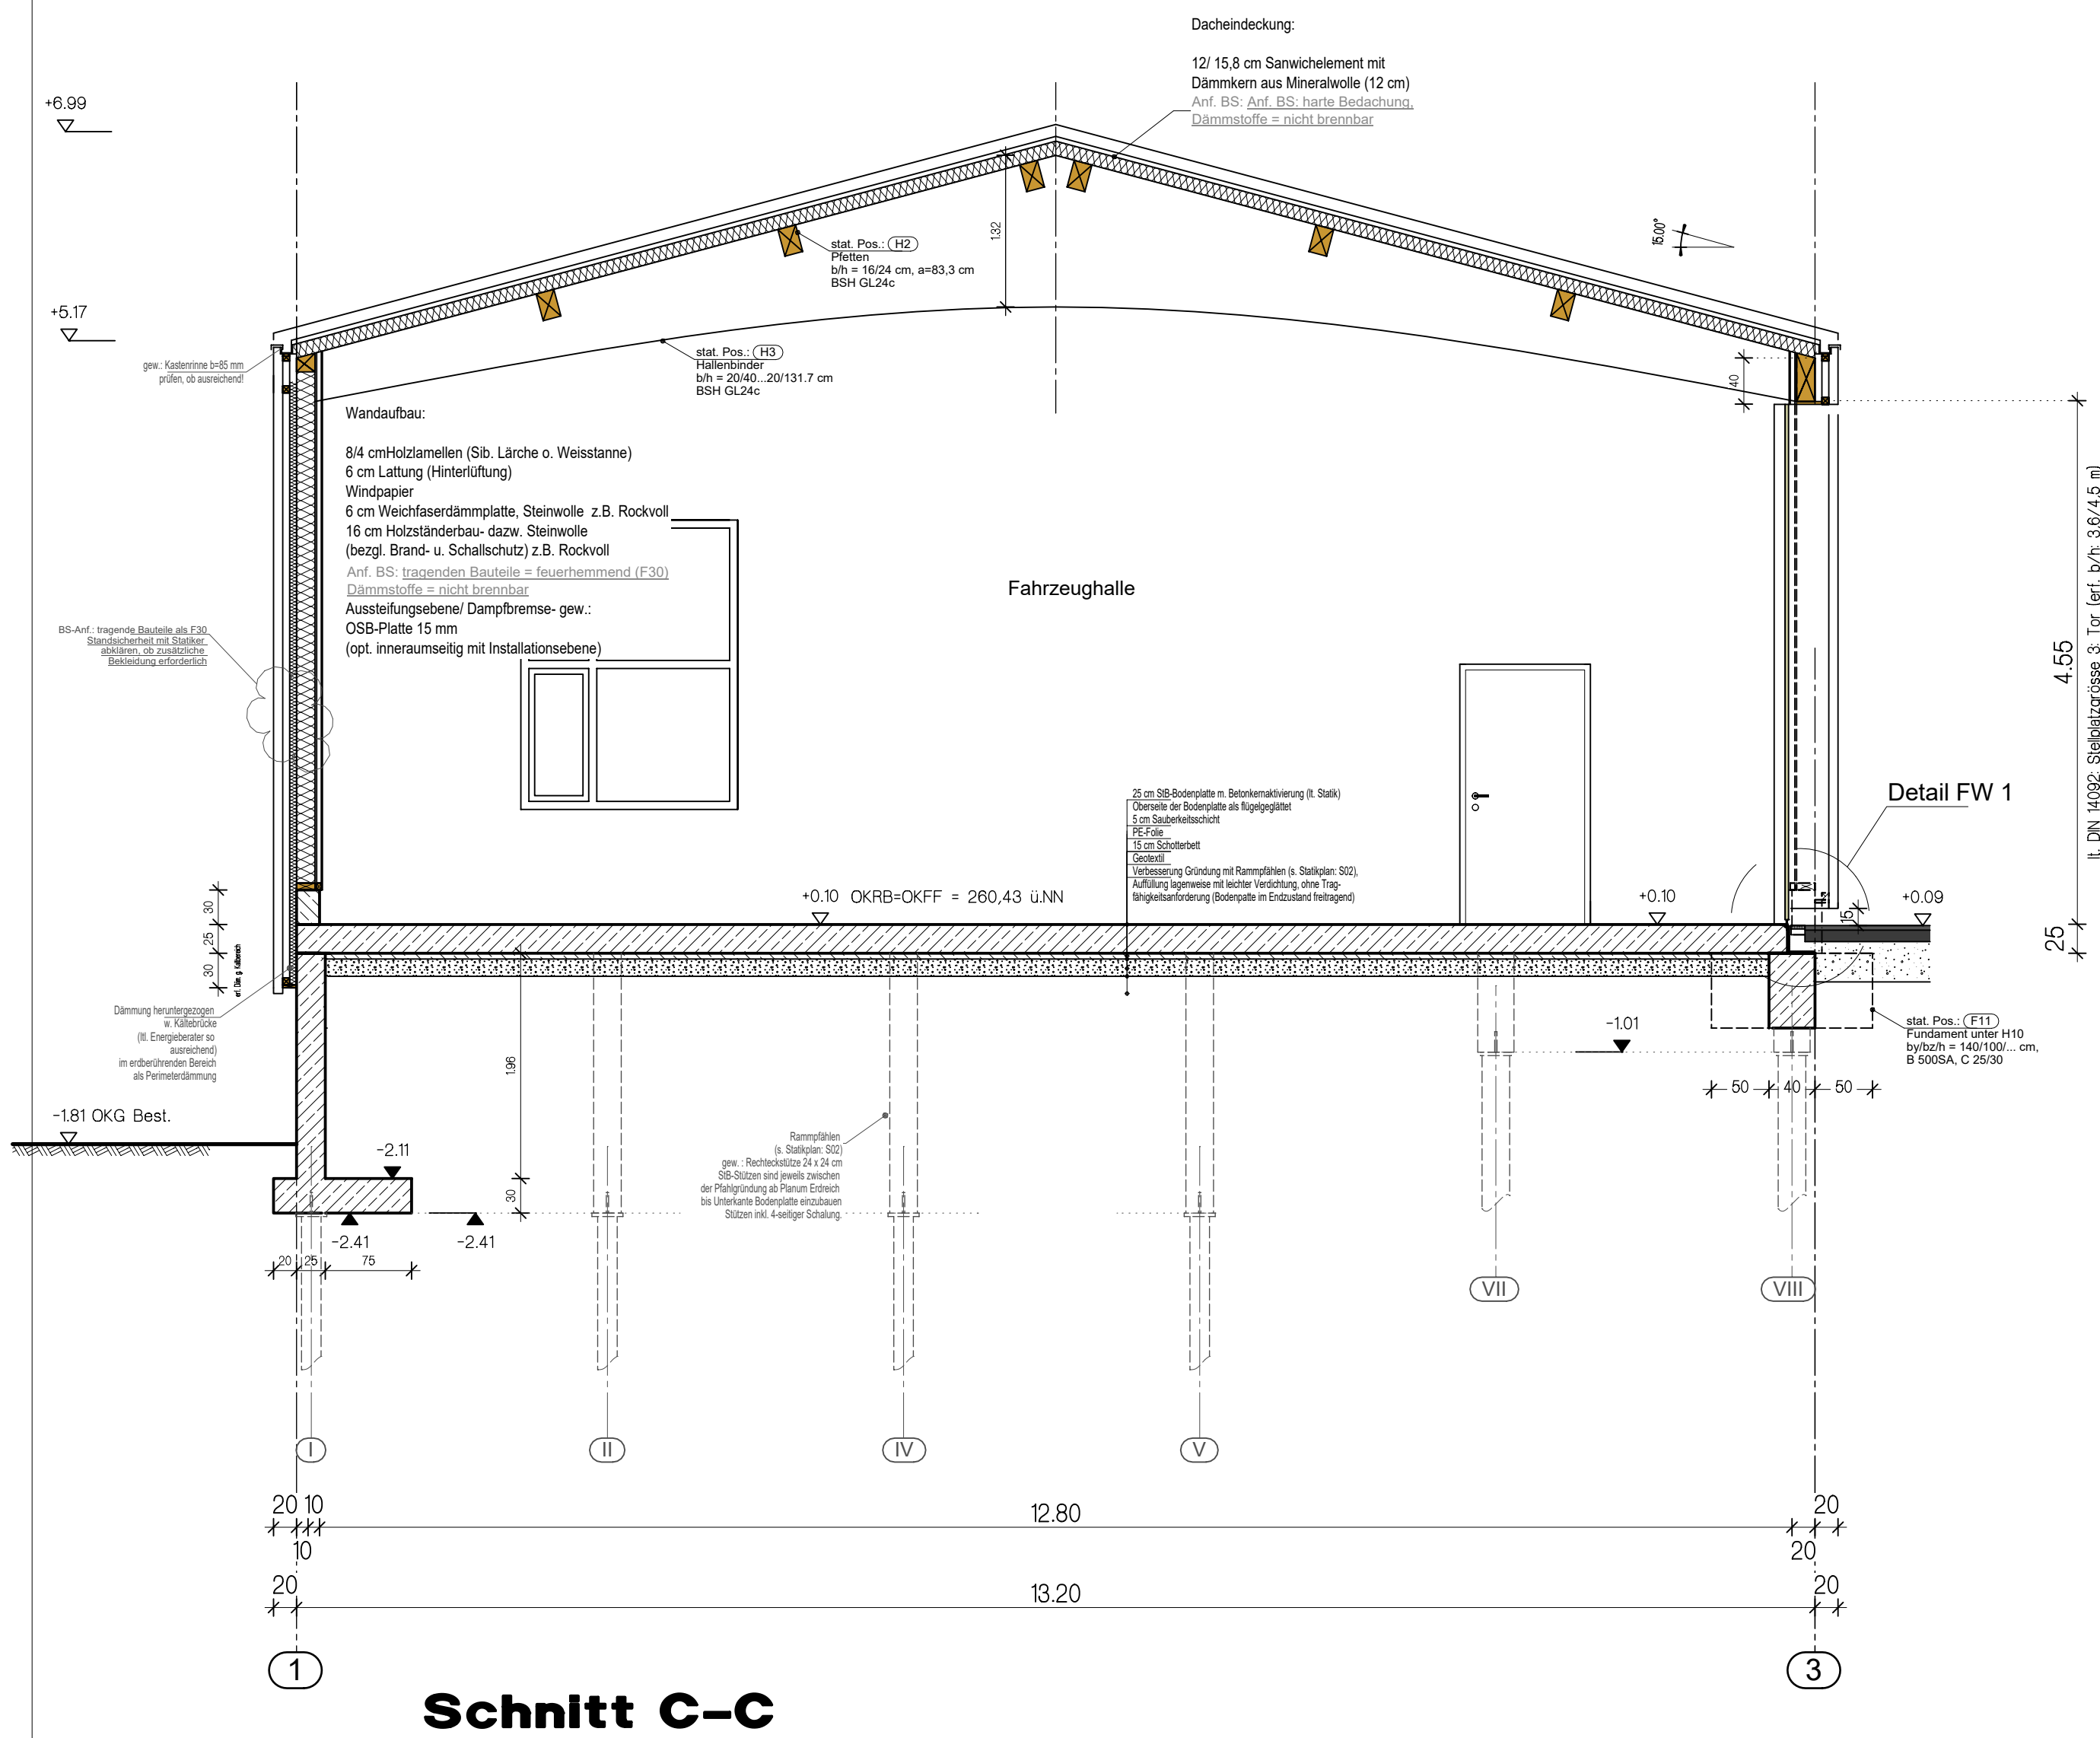 Dacheindeckung:
12/ 15,8 cm Sanwichelement mit
Dämmkern aus Mineralwolle (12 cm)
Anf. BS: Anf. BS: harte Bedachung,
Dämmstoffe = nicht brennbar
+6.99
+5.17
1.32
15.00°
stat. Pos.: H2
Pfetten
b/h = 16/24 cm, a=83,3 cm
BSH GL24c
stat. Pos.: H3
Hallenbinder
b/h = 20/40...20/131.7 cm
BSH GL24c
gew.: Kastenrinne b=85 mm
prüfen, ob ausreichend!
40
Wandaufbau:
8/4 cmHolzlamellen (Sib. Lärche o. Weisstanne)
6 cm Lattung (Hinterlüftung)
Windpapier
6 cm Weichfaserdämmplatte, Steinwolle z.B. Rockvoll
16 cm Holzständerbau- dazw. Steinwolle
(bezgl. Brand- u. Schallschutz) z.B. Rockvoll
Anf. BS: tragenden Bauteile = feuerhemmend (F30)
Dämmstoffe = nicht brennbar
Aussteifungsebene/ Dampfbremse- gew.:
OSB-Platte 15 mm
(opt. inneraumseitig mit Installationsebene)
Fahrzeughalle
BS-Anf.: tragende Bauteile als F30
Standsicherheit mit Statiker
abklären, ob zusätzliche
Bekleidung erforderlich
4.55
lt. DIN 14092: Stellplatzgrösse 3: Tor (erf. b/h: 3,6/4,5 m)
Detail FW 1
25 cm StB-Bodenplatte m. Betonkernaktivierung (lt. Statik)
Oberseite der Bodenplatte als flügelgeglättet
5 cm Sauberkeitsschicht
PE-Folie
15 cm Schotterbett
Geotextil
Verbesserung Gründung mit Rammpfählen (s. Statikplan: S02),
Auffüllung lagenweise mit leichter Verdichtung, ohne Trag-
fähigkeitsanforderung (Bodenpatte im Endzustand freitragend)
+0.10 OKRB=OKFF = 260,43 ü.NN
+0.10
+0.09
15
25
30
25
30
Dämmung heruntergezogen
w. Kältebrücke
(ltl. Energieberater so
ausreichend)
im erdberührenden Bereich
als Perimeterdämmung
-1.81 OKG Best.
1.96
30
-2.11
-2.41
-2.41
20 25 75
Rammpfählen
(s. Statikplan: S02)
gew. : Rechteckstütze 24 x 24 cm
StB-Stützen sind jeweils zwischen
der Pfahlgründung ab Planum Erdreich
bis Unterkante Bodenplatte einzubauen
Stützen inkl. 4-seitiger Schalung.
-1.01
stat. Pos.: F11
Fundament unter H10
by/bz/h = 140/100/... cm,
B 500SA, C 25/30
50 40 50
VII VIII
I II IV V
20 10 12.80 20
10 20
20 13.20 20
1 3
Schnitt C-C